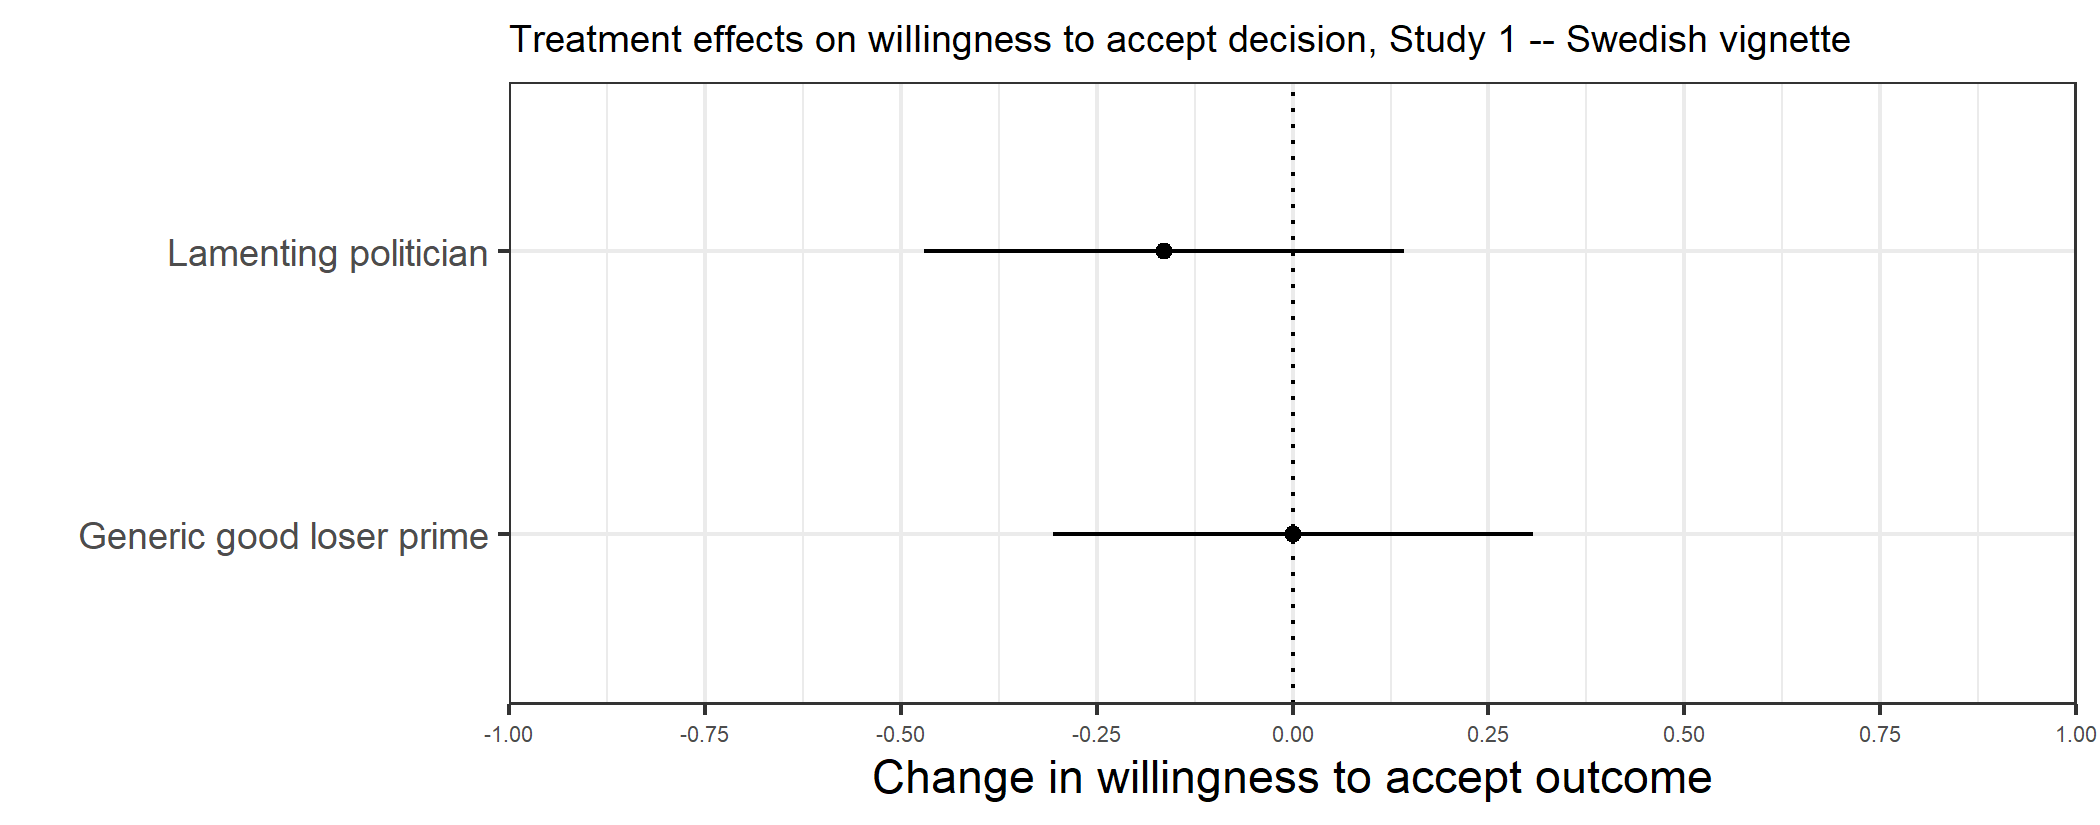 Treatment effects on willingness to accept decision, Study 1 -- Swedish vignette
Lamenting politician
Generic good loser prime
-1.00 -0.75 -0.50 -0.25 0.00 0.25 0.50 0.75 1.00
Change in willingness to accept outcome